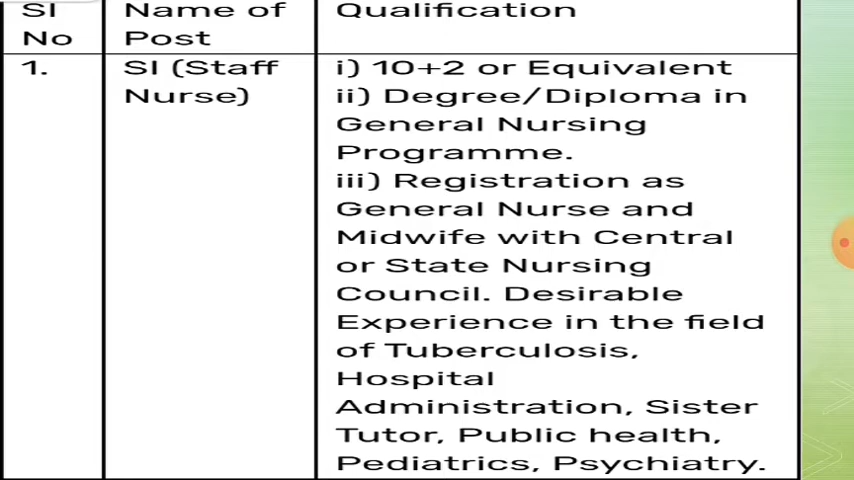 SI Name of Qualification
No Post
1. SI (Staff i) 10+2 or Equivalent
Nurse) ii) Degree/Diploma in
General Nursing
Programme.
iii) Registration as
General Nurse and
Midwife with Central
or State Nursing
Council. Desirable
Experience in the field
of Tuberculosis,
Hospital
Administration, Sister
Tutor, Public health,
Pediatrics, Psychiatry.